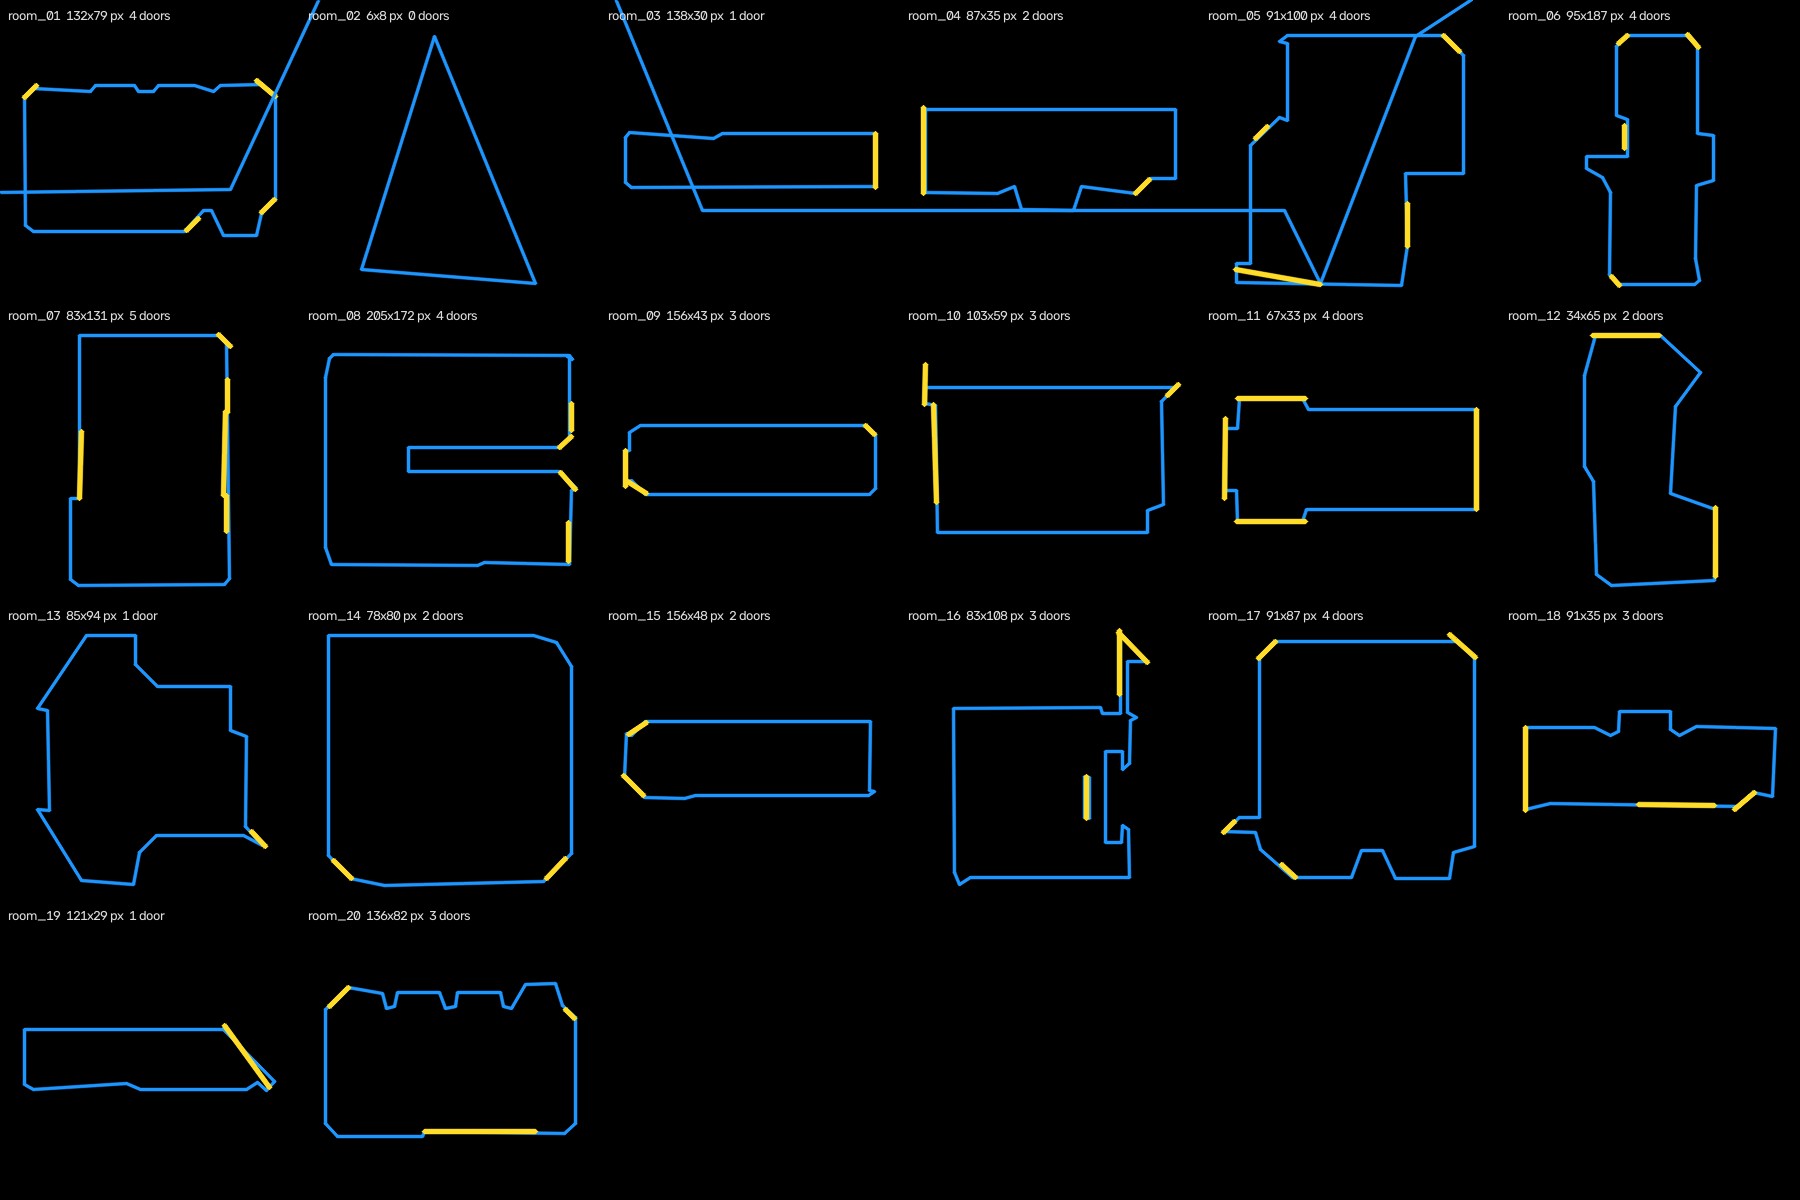 room_01 132x79 px 4 doors
room_02 6x8 px 0 doors
room_03 138x30 px 1 door
room_04 87x35 px 2 doors
room_05 91x100 px 4 doors
room_06 95x187 px 4 doors
room_07 83x131 px 5 doors
room_08 205x172 px 4 doors
room_09 156x43 px 3 doors
room_10 103x59 px 3 doors
room_11 67x33 px 4 doors
room_12 34x65 px 2 doors
room_13 85x94 px 1 door
room_14 78x80 px 2 doors
room_15 156x48 px 2 doors
room_16 83x108 px 3 doors
room_17 91x87 px 4 doors
room_18 91x35 px 3 doors
room_19 121x29 px 1 door
room_20 136x82 px 3 doors